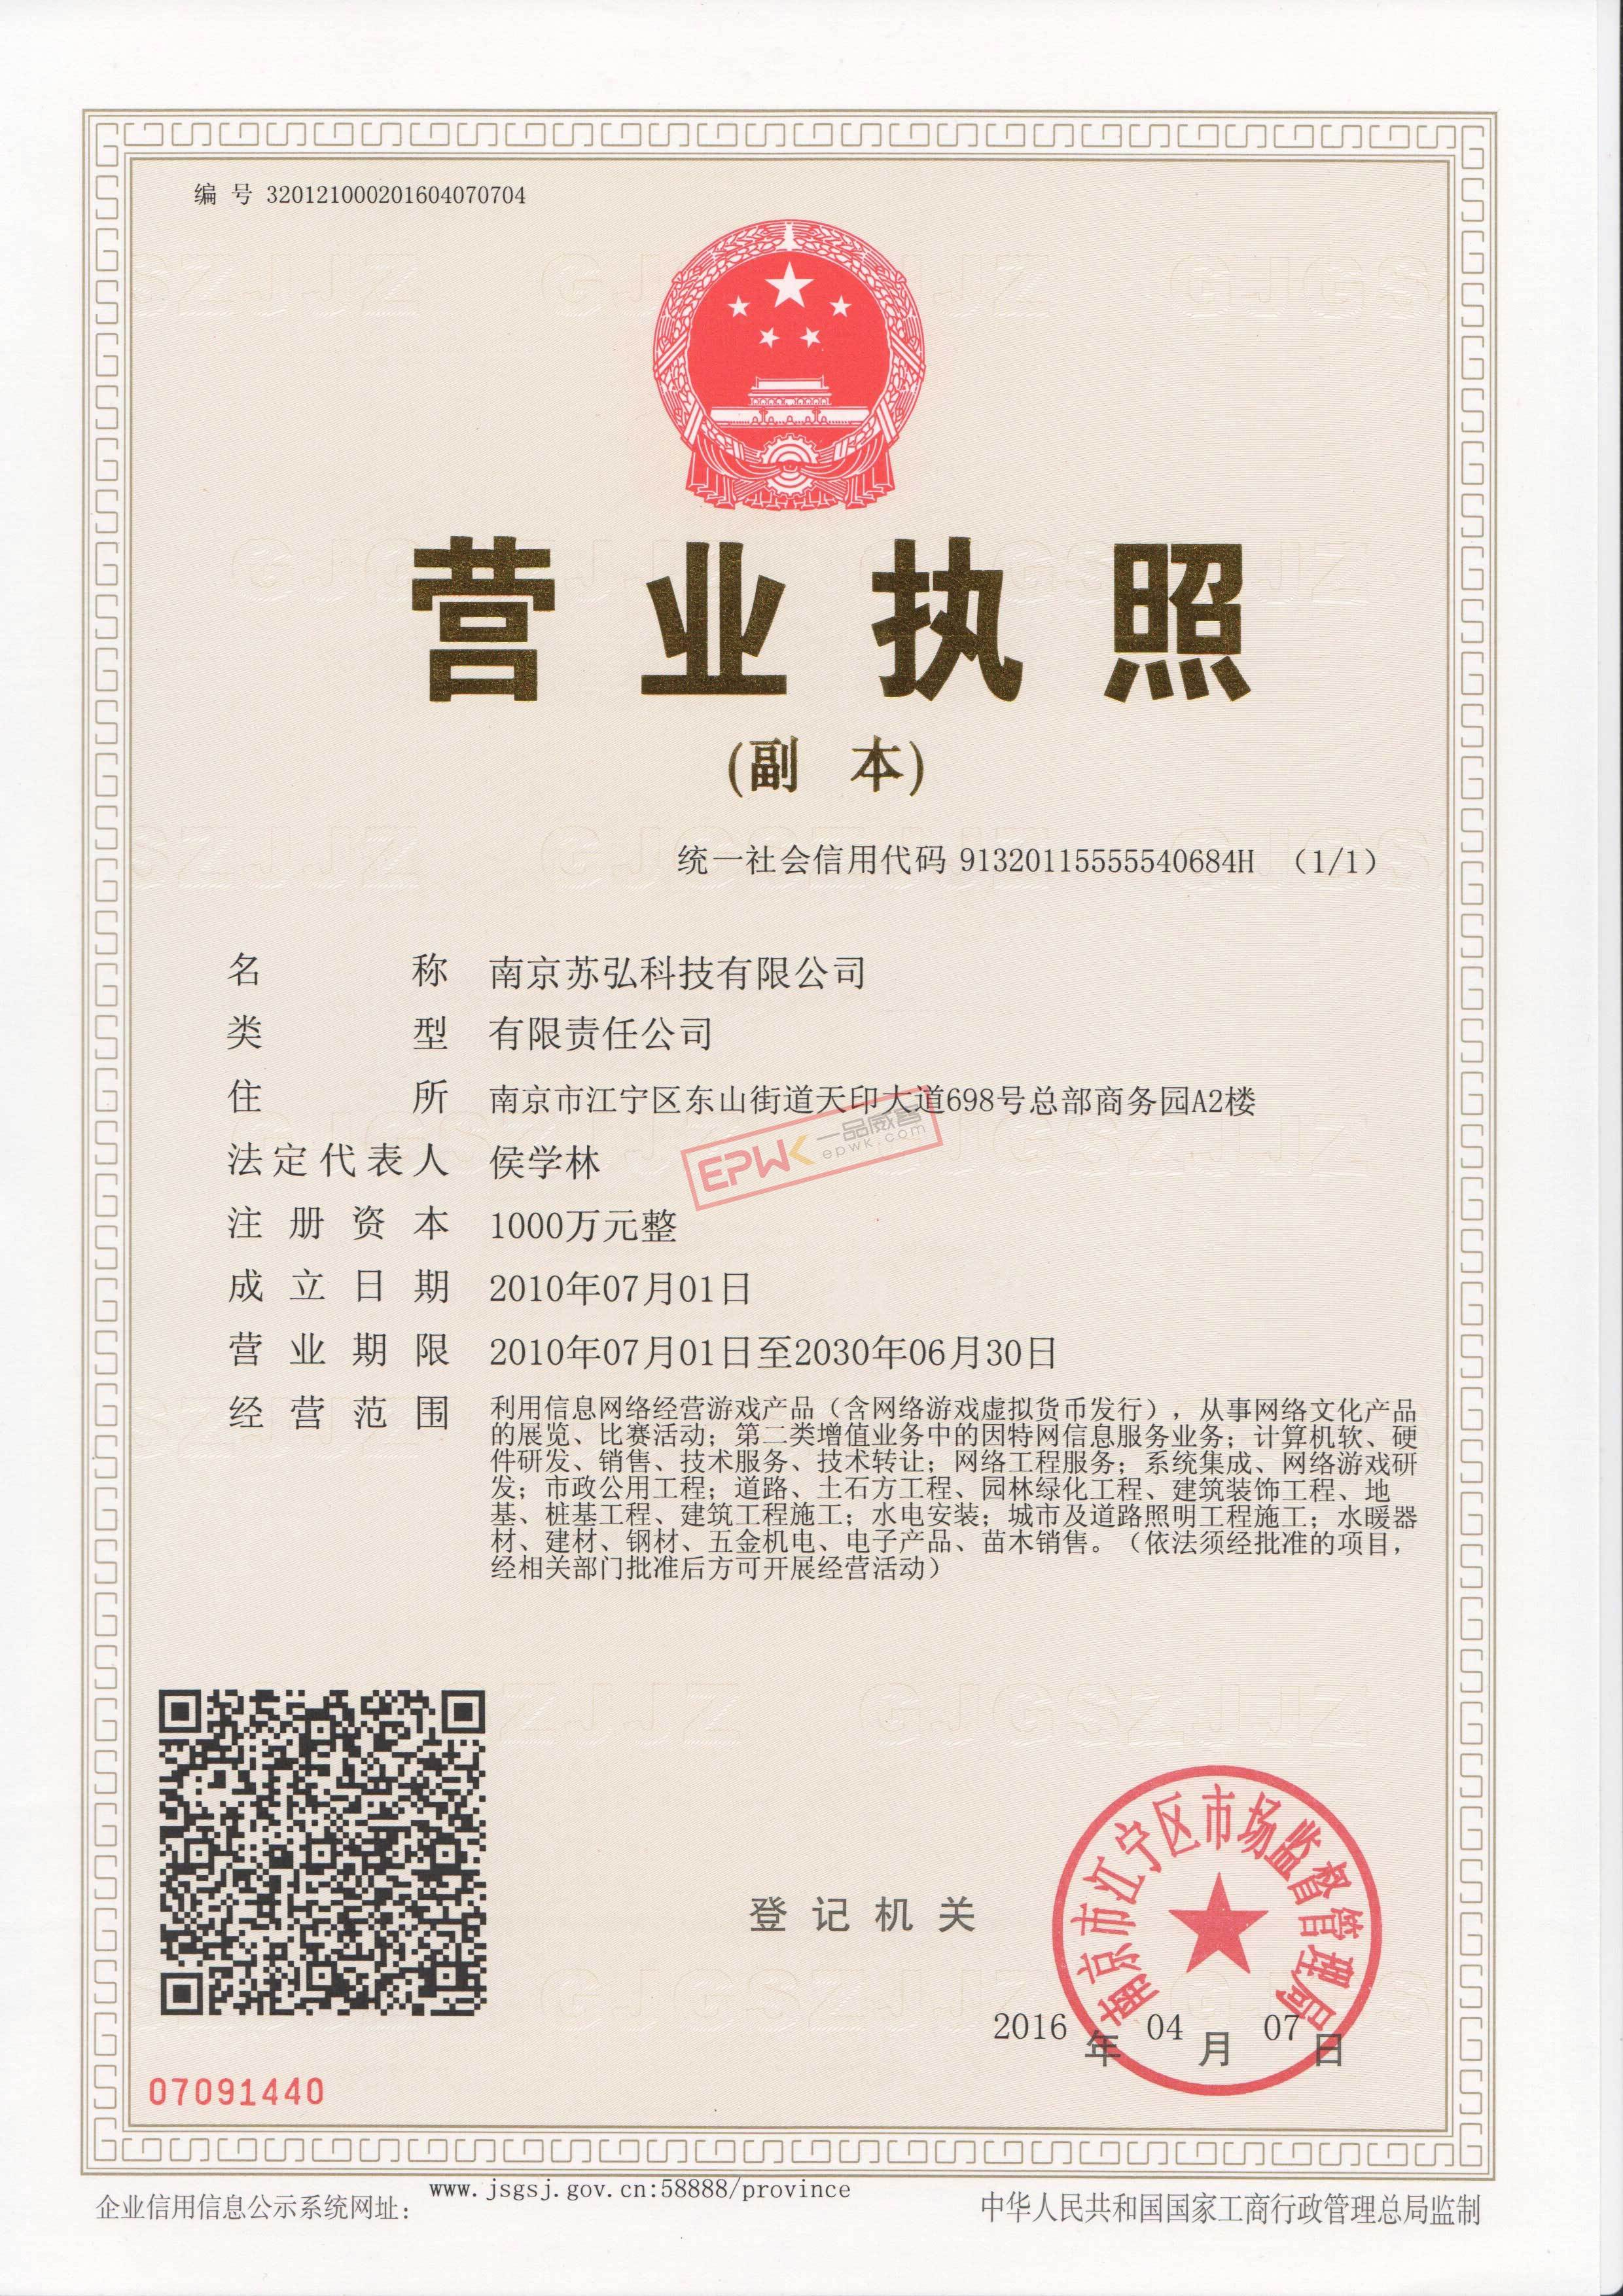 编 号 320121000201604070704
营业执照
(副 本)
统一社会信用代码 91320115555540684H （1/1）
名 称 南京苏弘科技有限公司
类 型 有限责任公司
住 所 南京市江宁区东山街道天印大道698号总部商务园A2楼
EPWK 一品威客
epwk.com
法定代表人 侯学林
注册资本 1000万元整
成立日期 2010年07月01日
营业期限 2010年07月01日至2030年06月30日
经营范围 利用信息网络经营游戏产品（含网络游戏虚拟货币发行），从事网络文化产品
的展览、比赛活动；第二类增值业务中的因特网信息服务业务；计算机软、硬
件研发、销售、技术服务、技术转让；网络工程服务；系统集成、网络游戏研
发；市政公用工程；道路、土石方工程、园林绿化工程、建筑装饰工程、地
基、桩基工程、建筑工程施工；水电安装；城市及道路照明工程施工；水暖器
材、建材、钢材、五金机电、电子产品、苗木销售。（依法须经批准的项目，
经相关部门批准后方可开展经营活动）
登记机关
南京市江宁区市场监督管理局
2016年04月07日
07091440
企业信用信息公示系统网址：www.jsgsj.gov.cn:58888/province
中华人民共和国国家工商行政管理总局监制